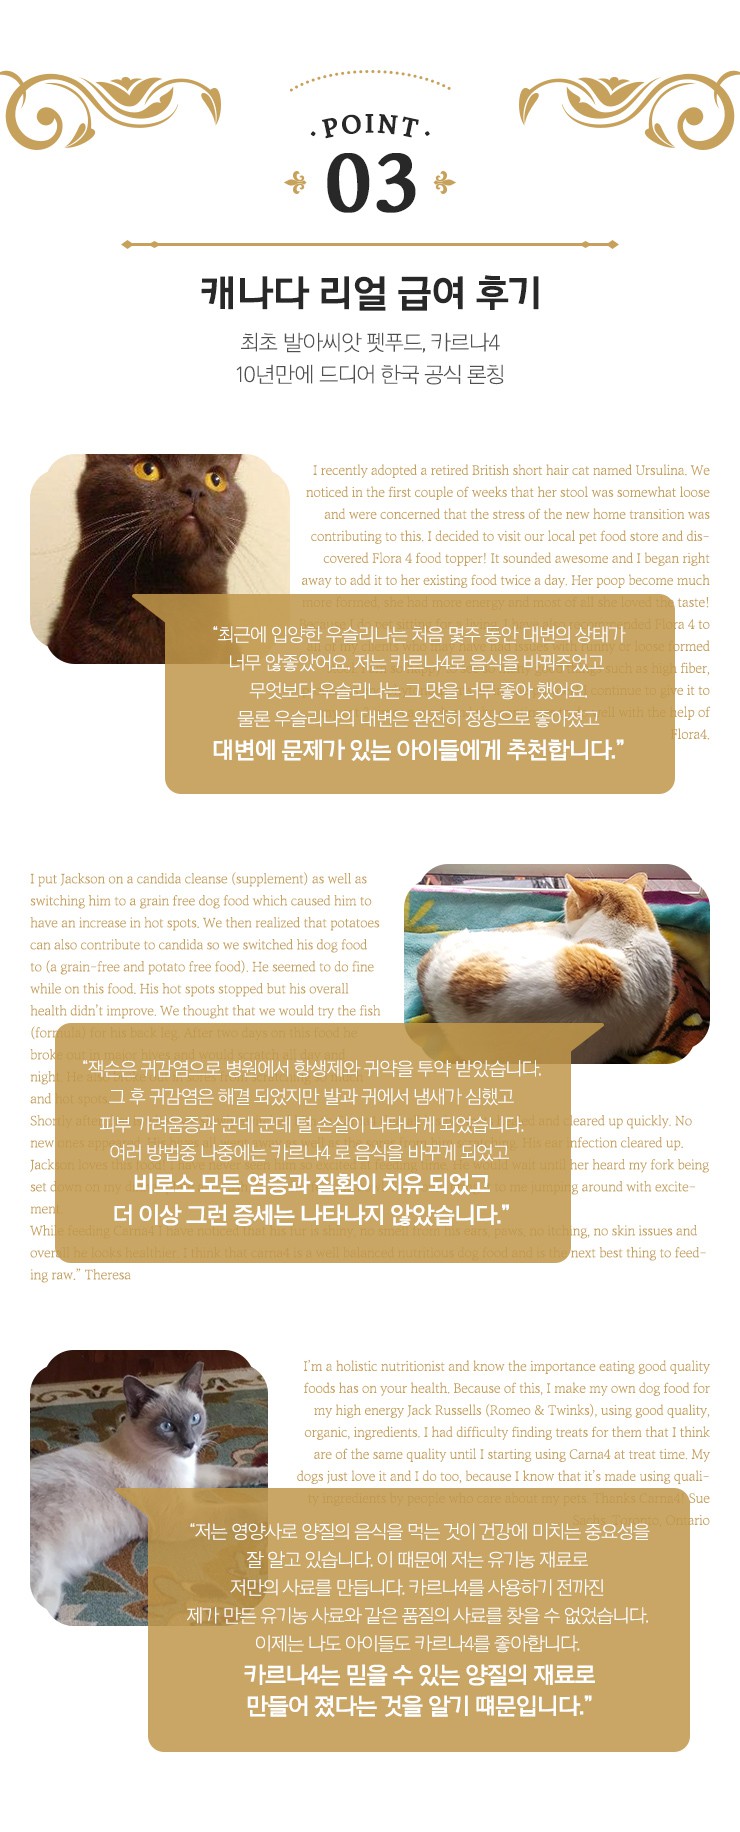 POINT
03
캐나다 리얼 급여 후기
최초 발아씨앗 펫푸드, 카르나4
10년만에 드디어 한국 공식 론칭
I recently adopted a retired British short hair cat named Ursulina. We
noticed in the first couple of weeks that her stool was somewhat loose
and were concerned that the stress of the new home transition was
contributing to this. I decided to visit our local pet food store and dis-
covered Flora 4 food topper! It sounded awesome and I began right
away to add it to her existing food twice a day. Her poop become much
more formed, she had more energy and most of all she loved the taste!
recommended Flora 4 to
formed
such as high fiber,
continue to give it to
well with the help of
Flora4.
“최근에 입양한 우슬리나는 처음 몇주 동안 대변의 상태가
너무 않좋았어요. 저는 카르나4로 음식을 바꿔주었고
무엇보다 우슬리나는 그 맛을 너무 좋아 했어요.
물론 우슬리나의 대변은 완전히 정상으로 좋아졌고
대변에 문제가 있는 아이들에게 추천합니다.”
I put Jackson on a candida cleanse (supplement) as well as
switching him to a grain free dog food which caused him to
have an increase in hot spots. We then realized that potatoes
can also contribute to candida so we switched his dog food
to (a grain-free and potato free food). He seemed to do fine
while on this food. His hot spots stopped but his overall
health didn't improve. We thought that we would try the fish
(formula) for his back leg. After two days on this food he
broke out in
night. He
and hot spots
Shortly after and cleared up quickly. No
new ones His ear infection cleared up.
Jackson loves would wait until her heard my fork being
set down on my jumping around with excite-
ment.
While feeding Carna4 I have noticed that his fur is shiny, no smell from his ears, paws, no itching, no skin issues and
overall he looks healthier. I think that carna4 is a well balanced nutritious dog food and is the next best thing to feed-
ing raw.” Theresa
“잭슨은 귀감염으로 병원에서 항생제와 귀약을 투약 받았습니다.
그 후 귀감염은 해결 되었지만 발과 귀에서 냄새가 심했고
피부 가려움증과 군데 군데 털 손실이 나타나게 되었습니다.
여러 방법중 나중에는 카르나4 로 음식을 바꾸게 되었고
비로소 모든 염증과 질환이 치유 되었고
더 이상 그런 증세는 나타나지 않았습니다.”
I'm a holistic nutritionist and know the importance eating good quality
foods has on your health. Because of this, I make my own dog food for
my high energy Jack Russells (Romeo & Twinks), using good quality,
organic, ingredients. I had difficulty finding treats for them that I think
are of the same quality until I starting using Carna4 at treat time. My
dogs just love it and I do too, because I know that it's made using quali-
ty ingredients by people who care about my pets. Thanks Carna4! Sue
Sachs, Toronto, Ontario
“저는 영양사로 양질의 음식을 먹는 것이 건강에 미치는 중요성을
잘 알고 있습니다. 이 때문에 저는 유기농 재료로
저만의 사료를 만듭니다. 카르나4를 사용하기 전까진
제가 만든 유기농 사료와 같은 품질의 사료를 찾을 수 없었습니다.
이제는 나도 아이들도 카르나4를 좋아합니다.
카르나4는 믿을 수 있는 양질의 재료로
만들어 졌다는 것을 알기 떄문입니다.”